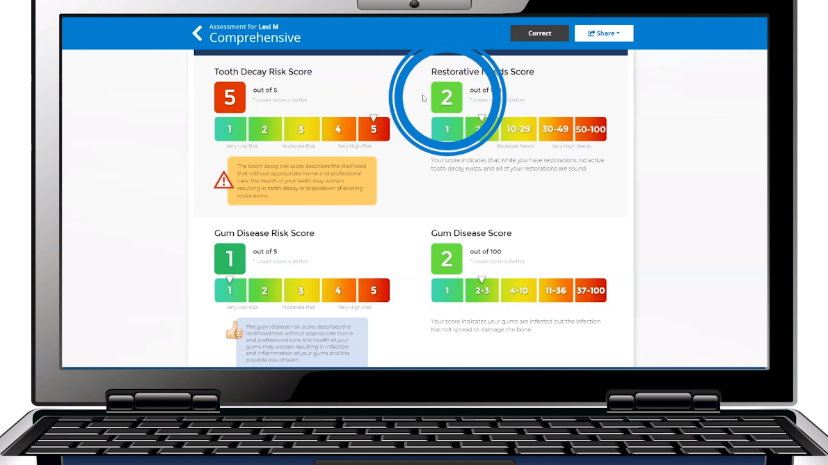 Assessment for Lexi M
Comprehensive
Correct
Share
Tooth Decay Risk Score
5
out of 5
* Lower score is better
1 2 3 4 5
Very Low Risk Moderate Risk Very High Risk
The tooth decay risk score describes the likelihood
that without appropriate home and professional
care, the health of your teeth may worsen
resulting in tooth decay or breakdown of existing
restorations.
Restorative Needs Score
2
out of
* Lower score is better
1 10-29 30-49 50-100
Moderate Needs Very High Needs
Your score indicates that while you have restorations, no active
tooth decay exists, and all of your restorations are sound.
Gum Disease Risk Score
1
out of 5
* Lower score is better
1 2 3 4 5
Very Low Risk Moderate Risk Very High Risk
The gum disease risk score describes the
likelihood that without appropriate home
and professional care, the health of your
gums may worsen resulting in infection
and inflammation of your gums and the
possible loss of teeth.
Gum Disease Score
2
out of 100
* Lower score is better
1 2-3 4-10 11-36 37-100
Your score indicates your gums are infected but the infection
has not spread to damage the bone.